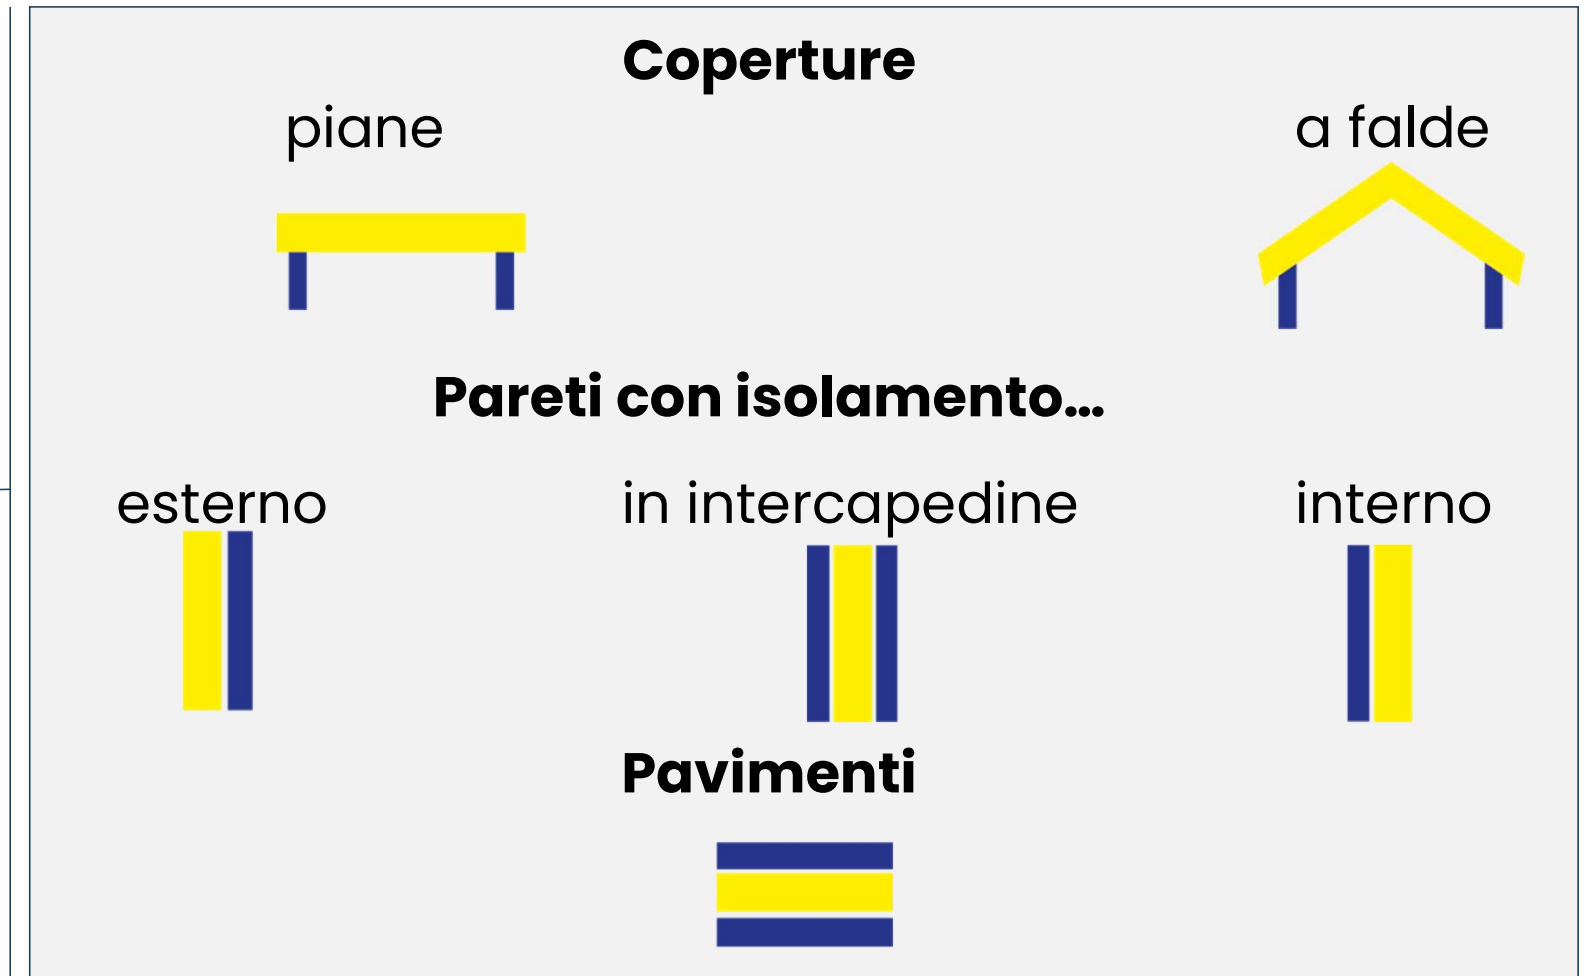 Coperture
piane
a falde
Pareti con isolamento...
esterno
in intercapedine
interno
Pavimenti